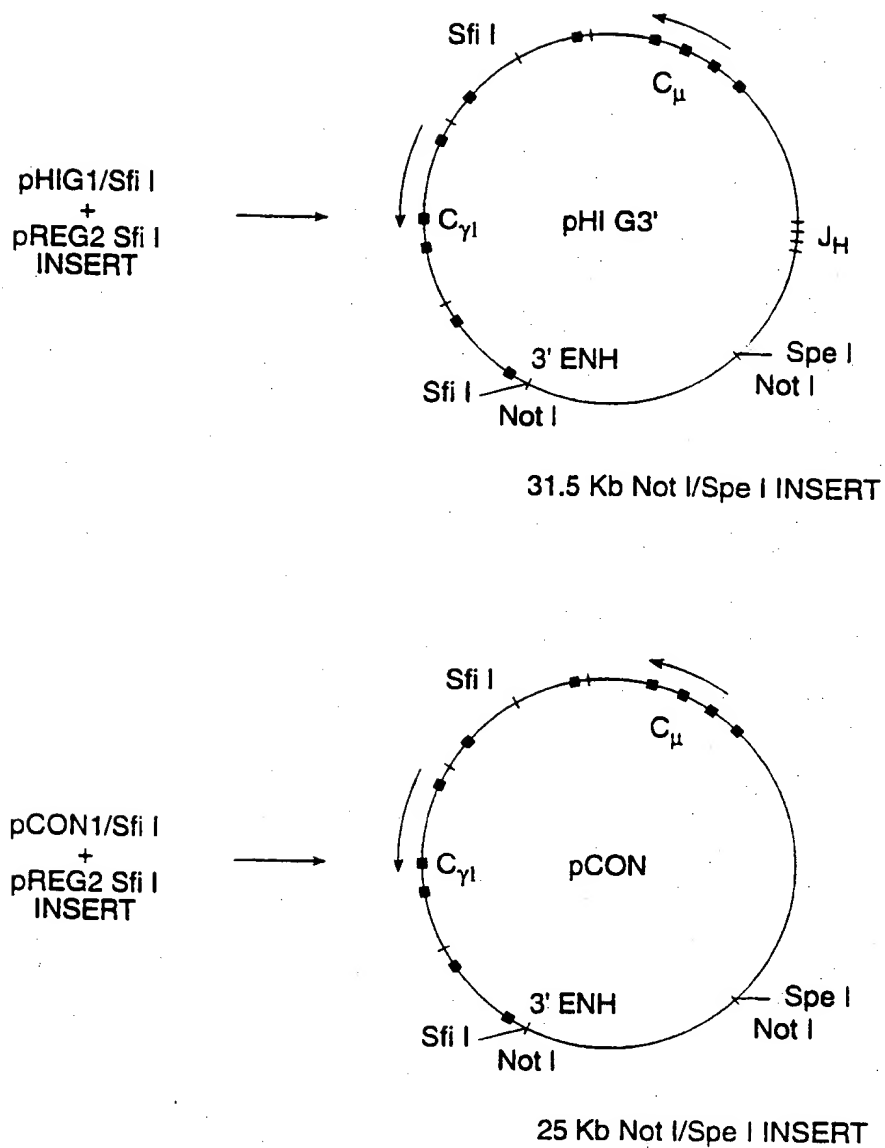 Sfi I
Cμ
pHIG1/Sfi I
+
pREG2 Sfi I
INSERT
Cγ1
pHI G3'
JH
3' ENH
Spe I
Sfi I
Not I
Not I
31.5 Kb Not I/Spe I INSERT
Sfi I
Cμ
pCON1/Sfi I
+
pREG2 Sfi I
INSERT
Cγ1
pCON
3' ENH
Spe I
Sfi I
Not I
Not I
25 Kb Not I/Spe I INSERT